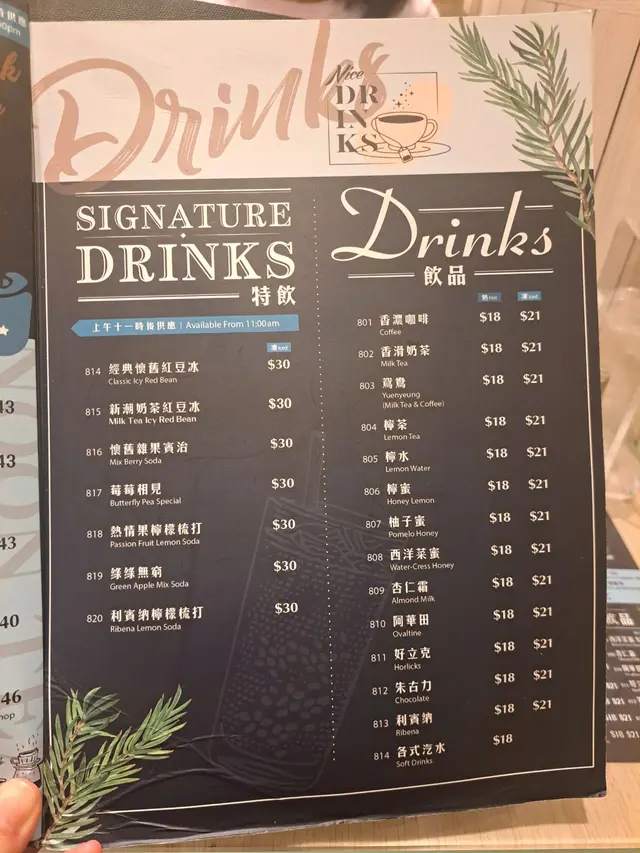 Drinks
Nice
DR
IN
KS
SIGNATURE
DRINKS
特飲
上午十一時後供應 | Available From 11:00am
凍 Iced
814 經典懷舊紅豆冰 $30
Classic Icy Red Bean
815 新潮奶茶紅豆冰 $30
Milk Tea Icy Red Bean
816 懷舊雜果賓治 $30
Mix Berry Soda
817 莓莓相見 $30
Butterfly Pea Special
818 熱情果檸檬梳打 $30
Passion Fruit Lemon Soda
819 綠綠無窮 $30
Green Apple Mix Soda
820 利賓納檸檬梳打 $30
Ribena Lemon Soda
Drinks
飲品
熱 Hot 凍 Iced
801 香濃咖啡 $18 $21
Coffee
802 香滑奶茶 $18 $21
Milk Tea
803 鴛鴦 $18 $21
Yuenyeung
(Milk Tea & Coffee)
804 檸茶 $18 $21
Lemon Tea
805 檸水 $18 $21
Lemon Water
806 檸蜜 $18 $21
Honey Lemon
807 柚子蜜 $18 $21
Pomelo Honey
808 西洋菜蜜 $18 $21
Water-Cress Honey
809 杏仁霜 $18 $21
Almond Milk
810 阿華田 $18 $21
Ovaltine
811 好立克 $18 $21
Horlicks
812 朱古力 $18 $21
Chocolate
813 利賓納 $18 $21
Ribena
814 各式汽水 $18
Soft Drinks
43
43
43
40
46
飲品
$18 $21